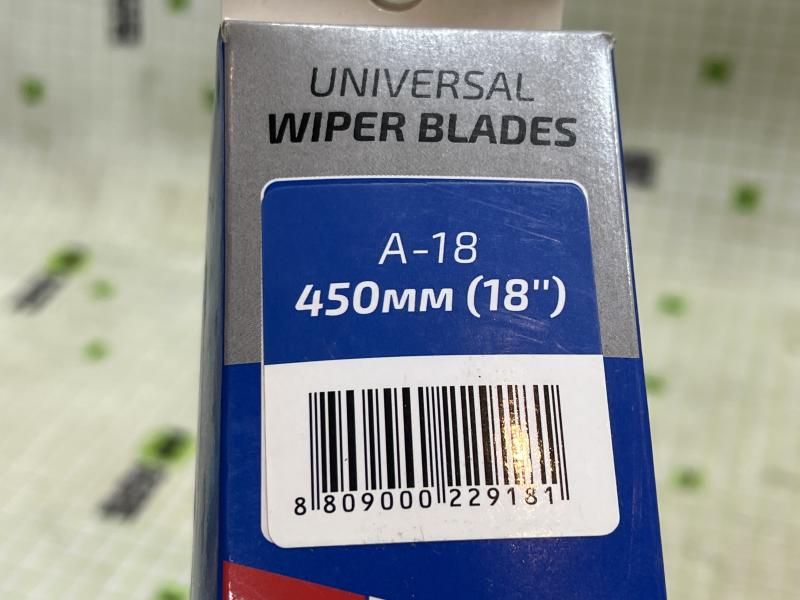 UNIVERSAL
WIPER BLADES
A-18
450мм (18")
8 809000 229181